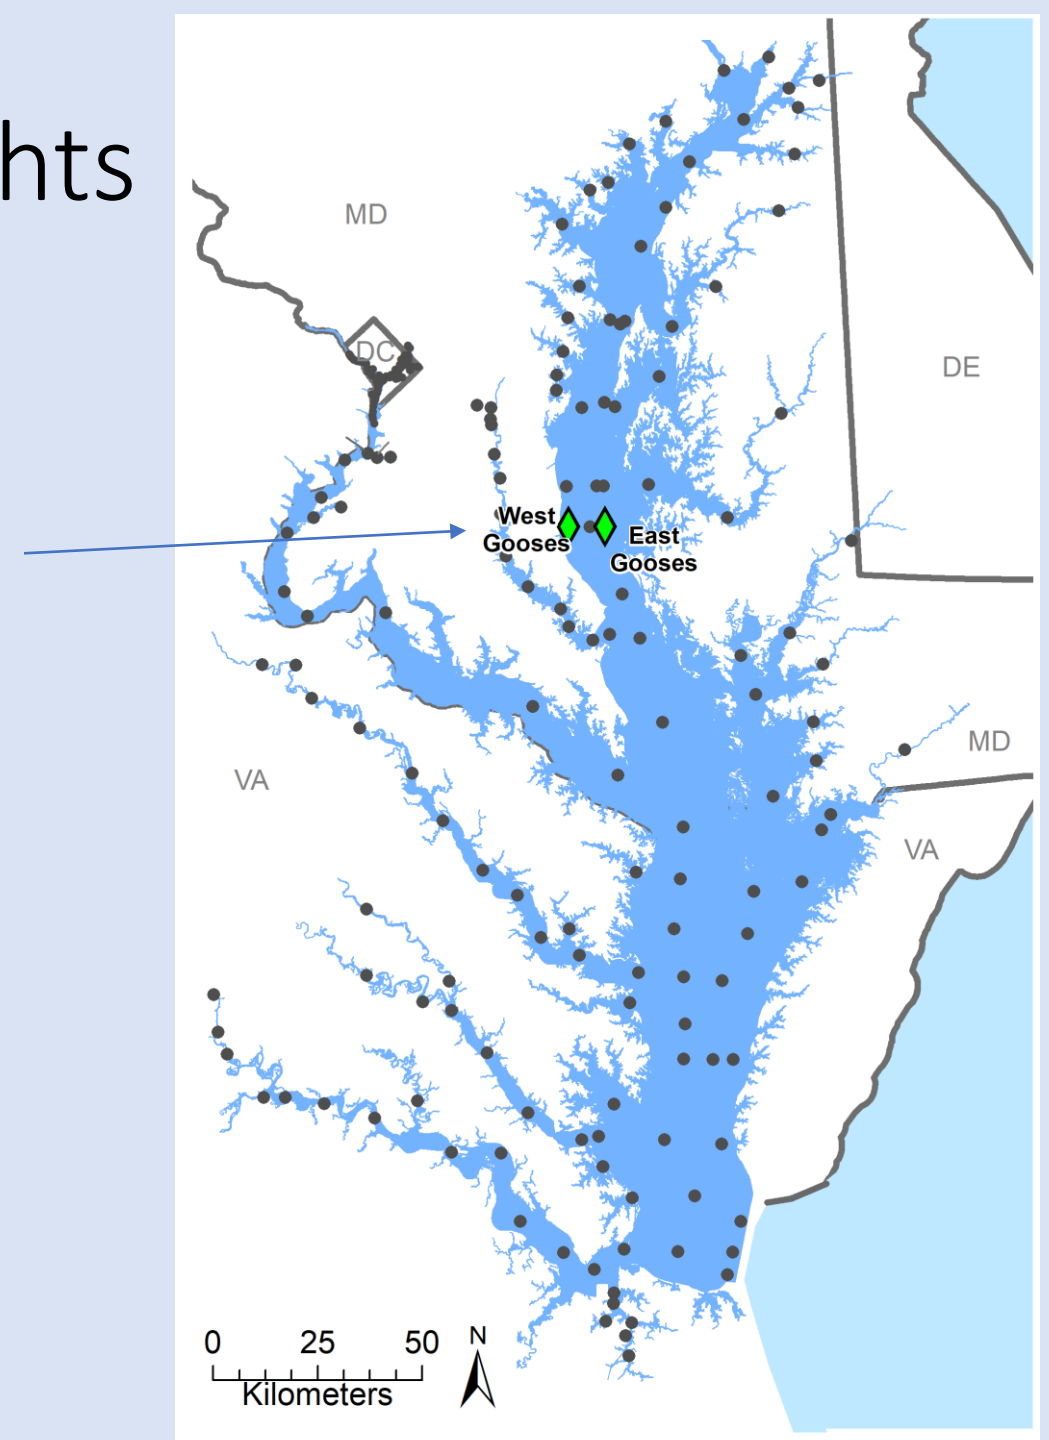 hts
MD
DC
DE
West
Gooses
East
Gooses
MD
VA
VA
0 25 50
Kilometers
N